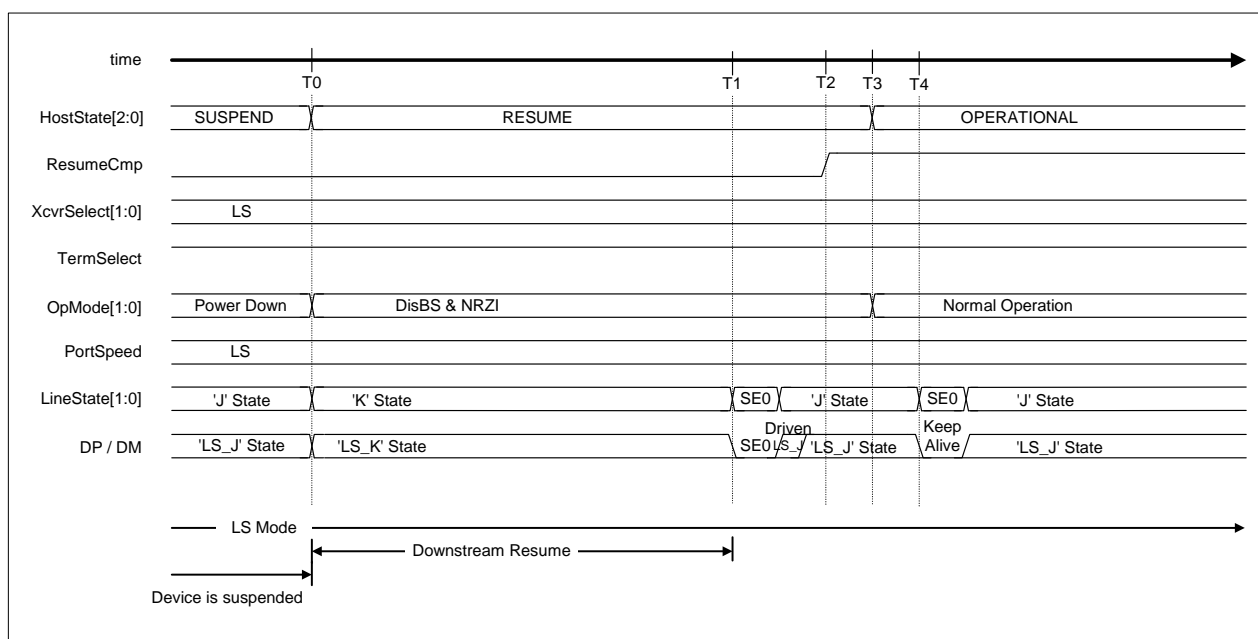 time
T0 T1 T2 T3 T4
HostState[2:0] SUSPEND RESUME OPERATIONAL
ResumeCmp
XcvrSelect[1:0] LS
TermSelect
OpMode[1:0] Power Down DisBS & NRZI Normal Operation
PortSpeed LS
LineState[1:0] 'J' State 'K' State SE0 'J' State SE0 'J' State
Driven Keep
DP / DM 'LS_J' State 'LS_K' State SE0 LS_J 'LS_J' State Alive 'LS_J' State
LS Mode
Downstream Resume
Device is suspended